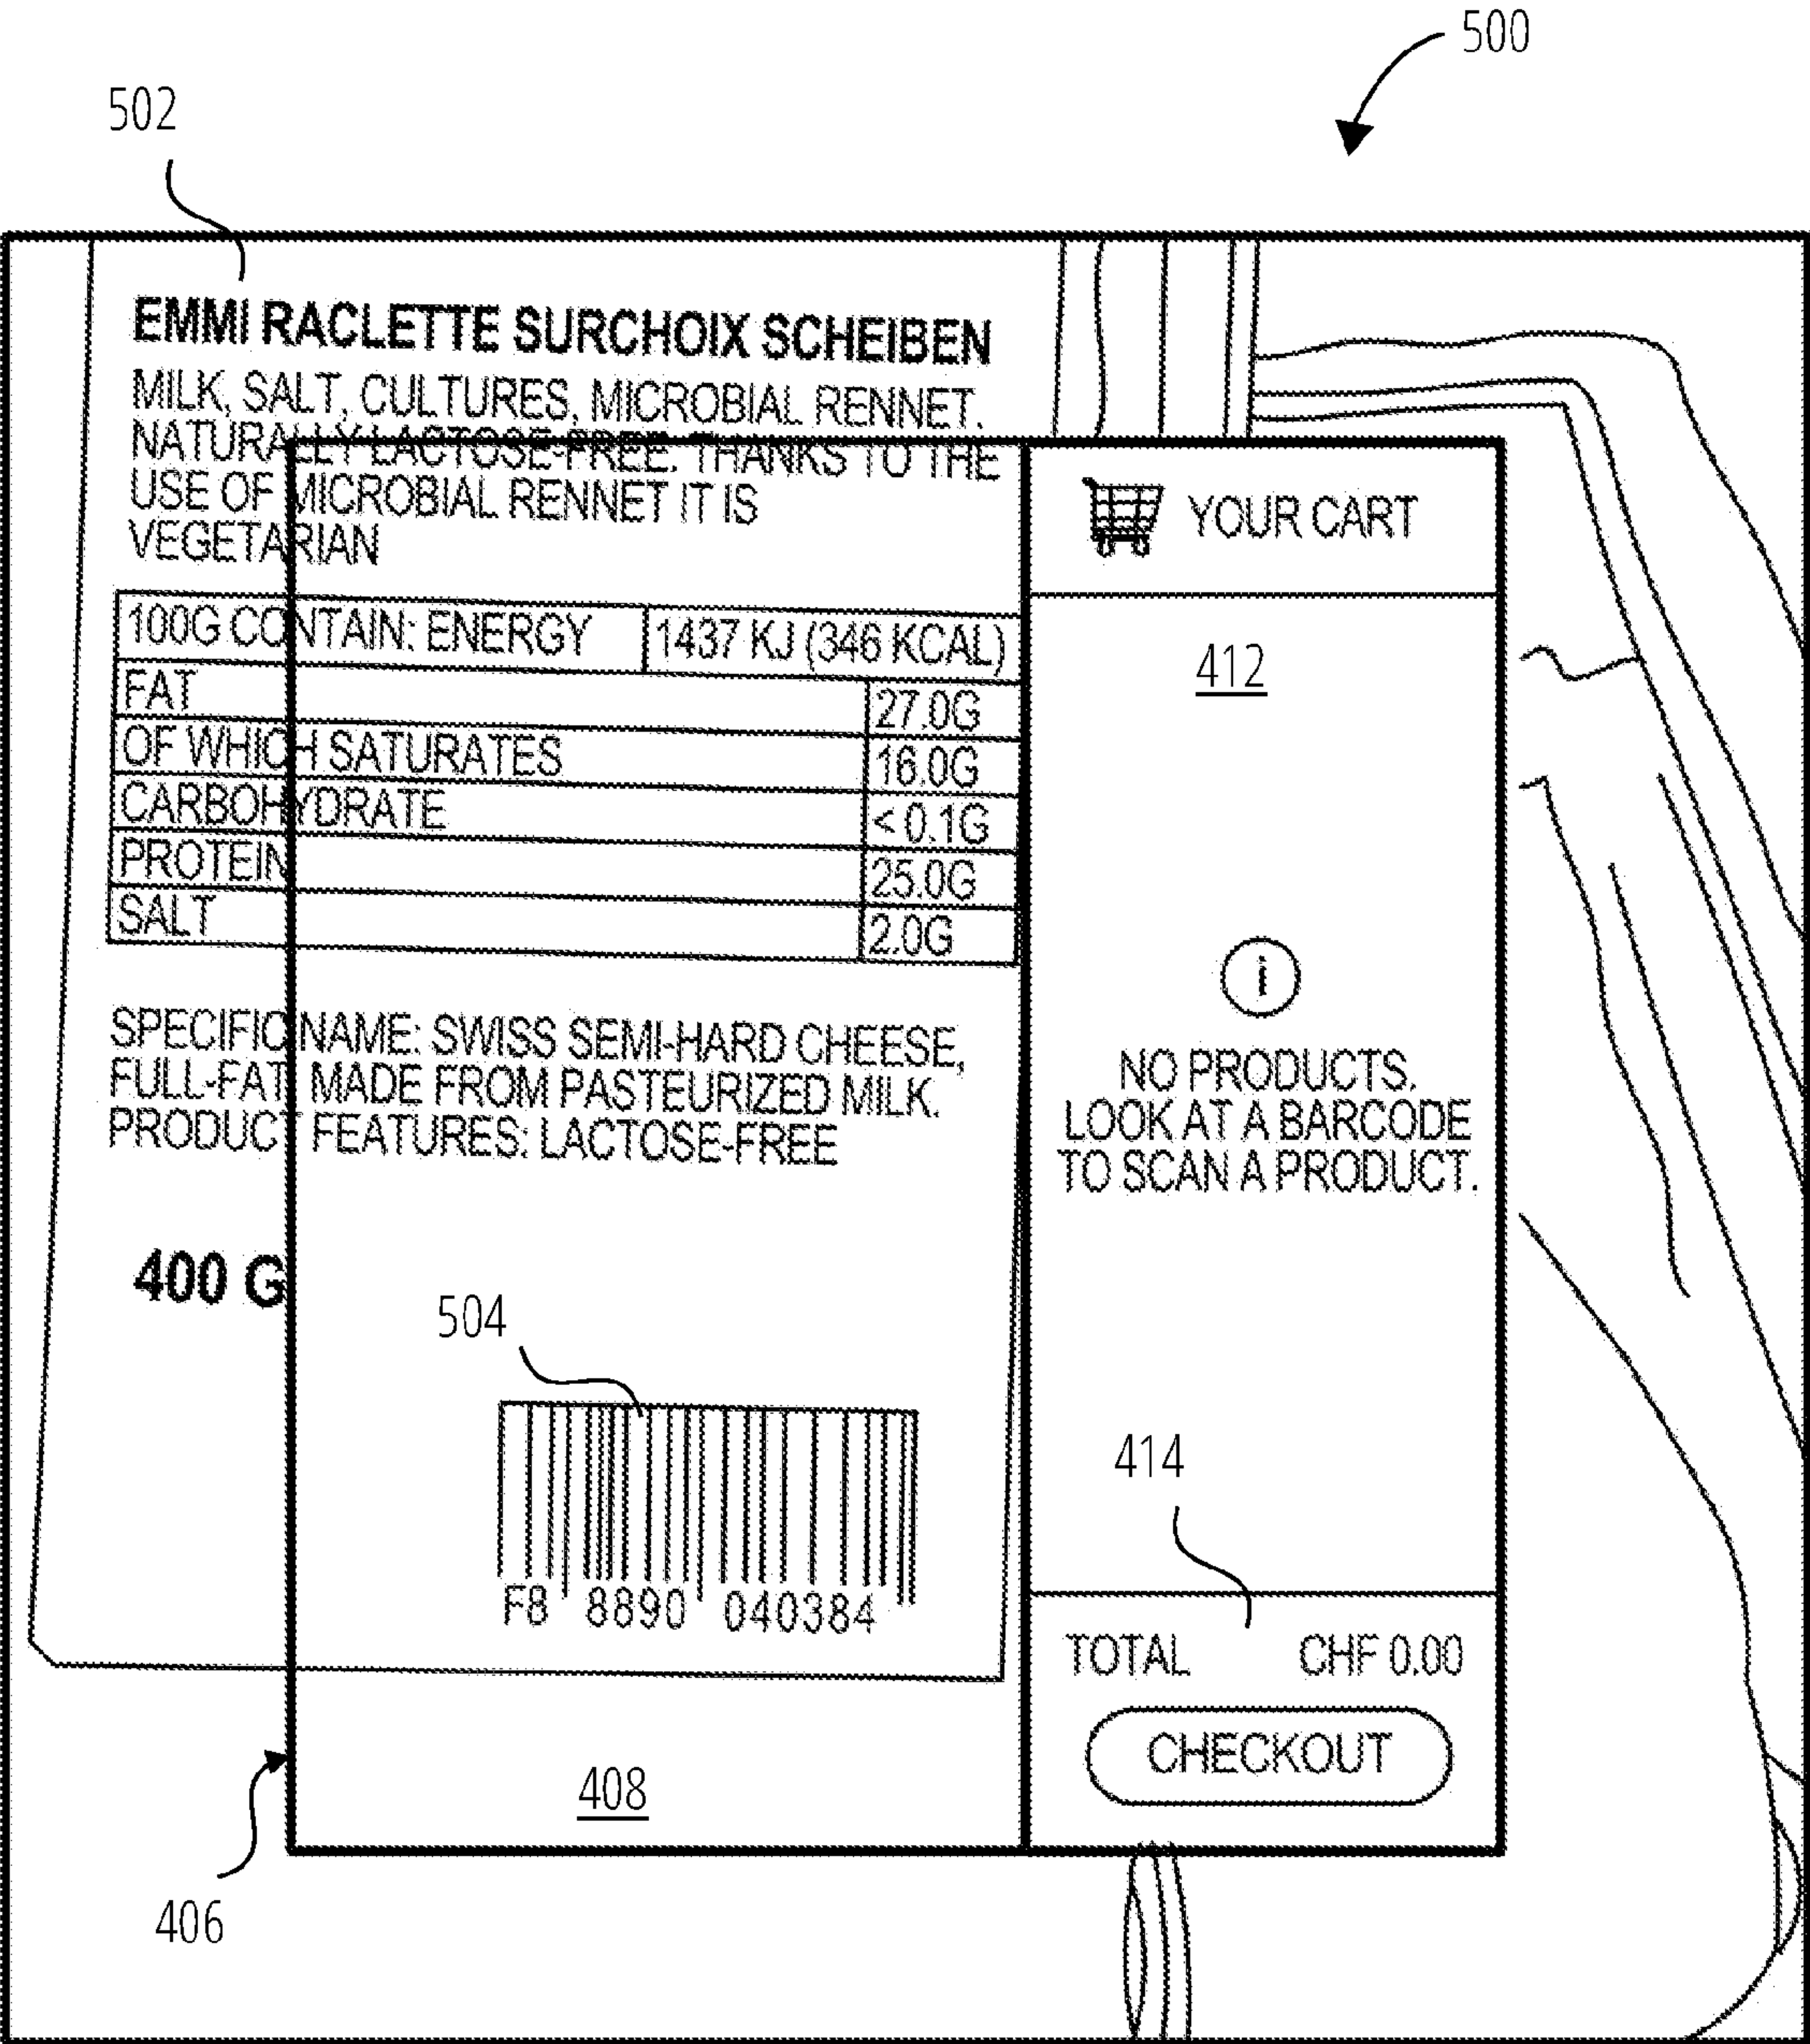 500
502
EMMI RACLETTE SURCHOIX SCHEIBEN
MILK, SALT, CULTURES, MICROBIAL RENNET.
NATURALLY LACTOSE-FREE. THANKS TO THE
USE OF MICROBIAL RENNET IT IS
VEGETARIAN
100G CONTAIN: ENERGY 1437 KJ (346 KCAL)
FAT 27.0G
OF WHICH SATURATES 16.0G
CARBOHYDRATE < 0.1G
PROTEIN 25.0G
SALT 2.0G
SPECIFIC NAME: SWISS SEMI-HARD CHEESE,
FULL-FAT, MADE FROM PASTEURIZED MILK.
PRODUCT FEATURES: LACTOSE-FREE
400 G
504
F8 8890 040384
408
406
YOUR CART
412
i
NO PRODUCTS.
LOOK AT A BARCODE
TO SCAN A PRODUCT.
414
TOTAL CHF 0.00
CHECKOUT